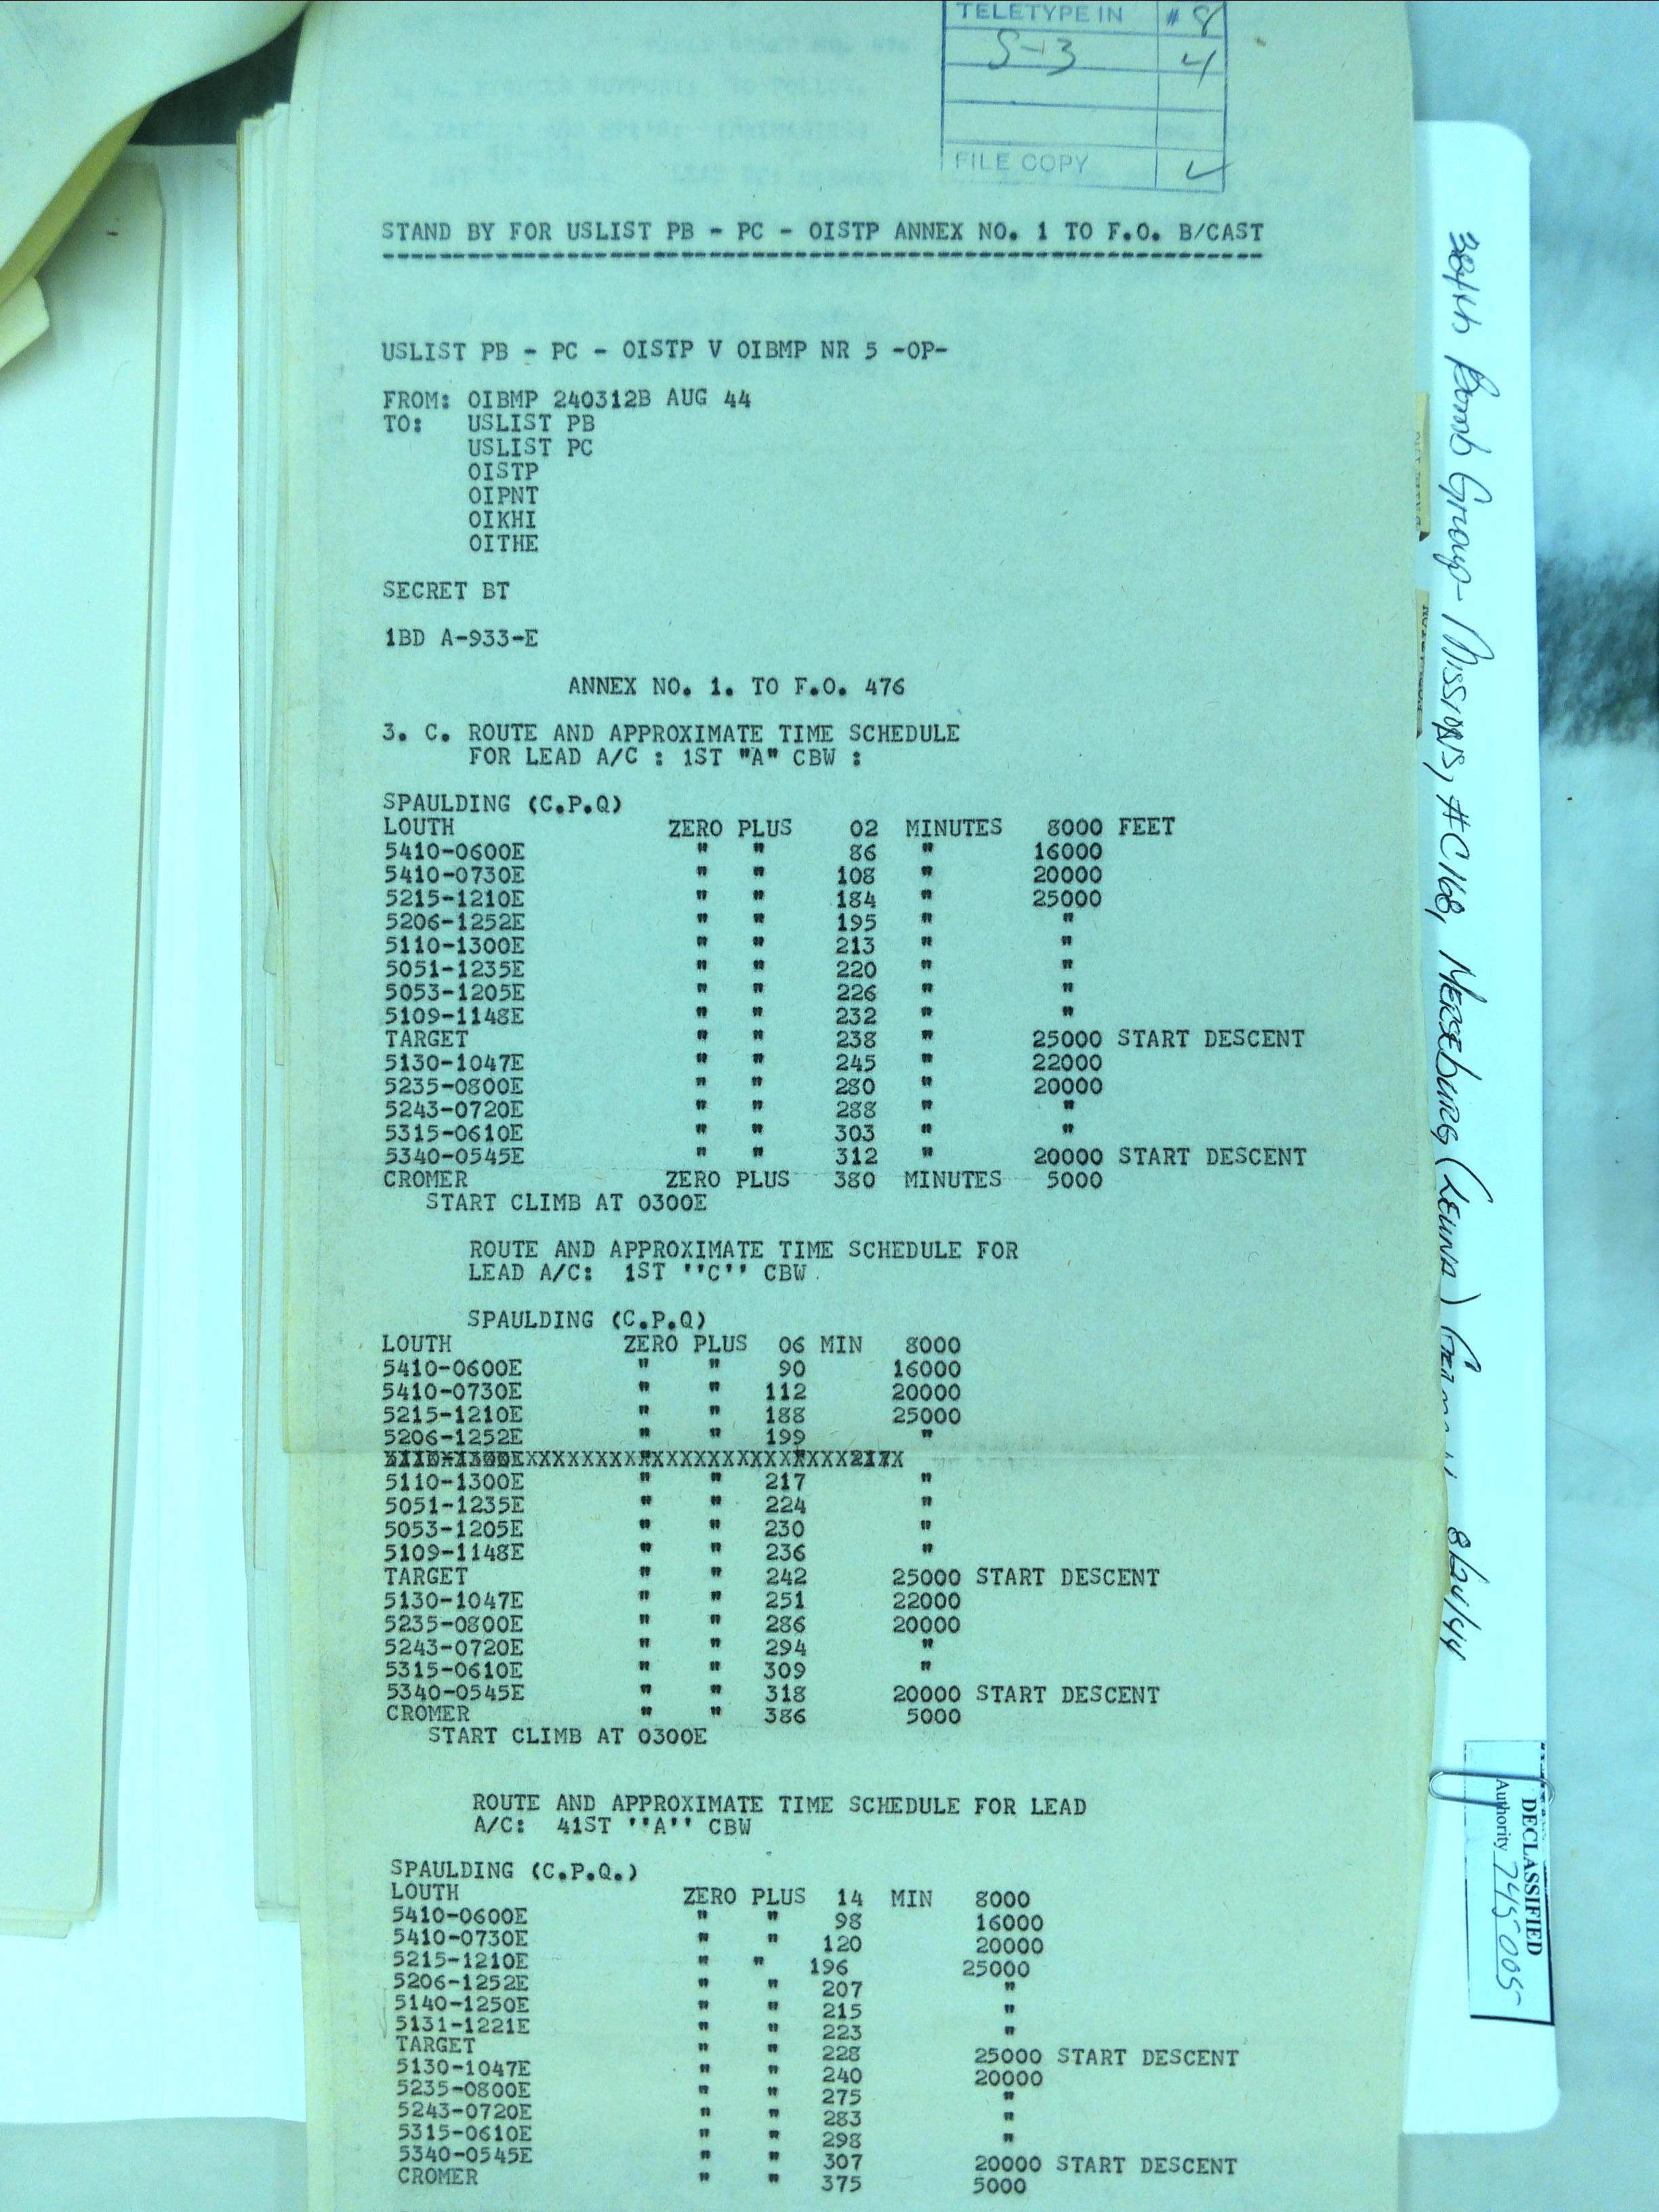 TELETYPE IN # 8
S-3 4
FILE COPY ✓
STAND BY FOR USLIST PB - PC - OISTP ANNEX NO. 1 TO F.O. B/CAST
USLIST PB - PC - OISTP V OIBMP NR 5 -OP-
FROM: OIBMP 240312B AUG 44
TO: USLIST PB
USLIST PC
OISTP
OIPNT
OIKHI
OITHE
SECRET BT
1BD A-933-E
ANNEX NO. 1. TO F.O. 476
3. C. ROUTE AND APPROXIMATE TIME SCHEDULE
FOR LEAD A/C : 1ST "A" CBW :
SPAULDING (C.P.Q)
LOUTH ZERO PLUS 02 MINUTES 8000 FEET
5410-0600E " " 86 " 16000
5410-0730E " " 108 " 20000
5215-1210E " " 184 " 25000
5206-1252E " " 195 " "
5110-1300E " " 213 " "
5051-1235E " " 220 " "
5053-1205E " " 226 " "
5109-1148E " " 232 " "
TARGET " " 238 " 25000 START DESCENT
5130-1047E " " 245 " 22000
5235-0800E " " 280 " 20000
5243-0720E " " 288 " "
5315-0610E " " 303 " "
5340-0545E " " 312 " 20000 START DESCENT
CROMER ZERO PLUS 380 MINUTES 5000
START CLIMB AT 0300E
ROUTE AND APPROXIMATE TIME SCHEDULE FOR
LEAD A/C: 1ST ''C'' CBW
SPAULDING (C.P.Q)
LOUTH ZERO PLUS 06 MIN 8000
5410-0600E " " 90 16000
5410-0730E " " 112 20000
5215-1210E " " 188 25000
5206-1252E " " 199 "
5110-1300E " " 217 "
5051-1235E " " 224 "
5053-1205E " " 230 "
5109-1148E " " 236 "
TARGET " " 242 25000 START DESCENT
5130-1047E " " 251 22000
5235-0800E " " 286 20000
5243-0720E " " 294 "
5315-0610E " " 309 "
5340-0545E " " 318 20000 START DESCENT
CROMER " " 386 5000
START CLIMB AT 0300E
ROUTE AND APPROXIMATE TIME SCHEDULE FOR LEAD
A/C: 41ST ''A'' CBW
SPAULDING (C.P.Q.)
LOUTH ZERO PLUS 14 MIN 8000
5410-0600E " " 98 16000
5410-0730E " " 120 20000
5215-1210E " " 196 25000
5206-1252E " " 207 "
5140-1250E " " 215 "
5131-1221E " " 223 "
TARGET " " 228 25000 START DESCENT
5130-1047E " " 240 20000
5235-0800E " " 275 "
5243-0720E " " 283 "
5315-0610E " " 298 "
5340-0545E " " 307 20000 START DESCENT
CROMER " " 375 5000
384th Bomb Group - Missions, #C168, Merseburg (Leuna) 8/24/44
DECLASSIFIED
Authority 745005